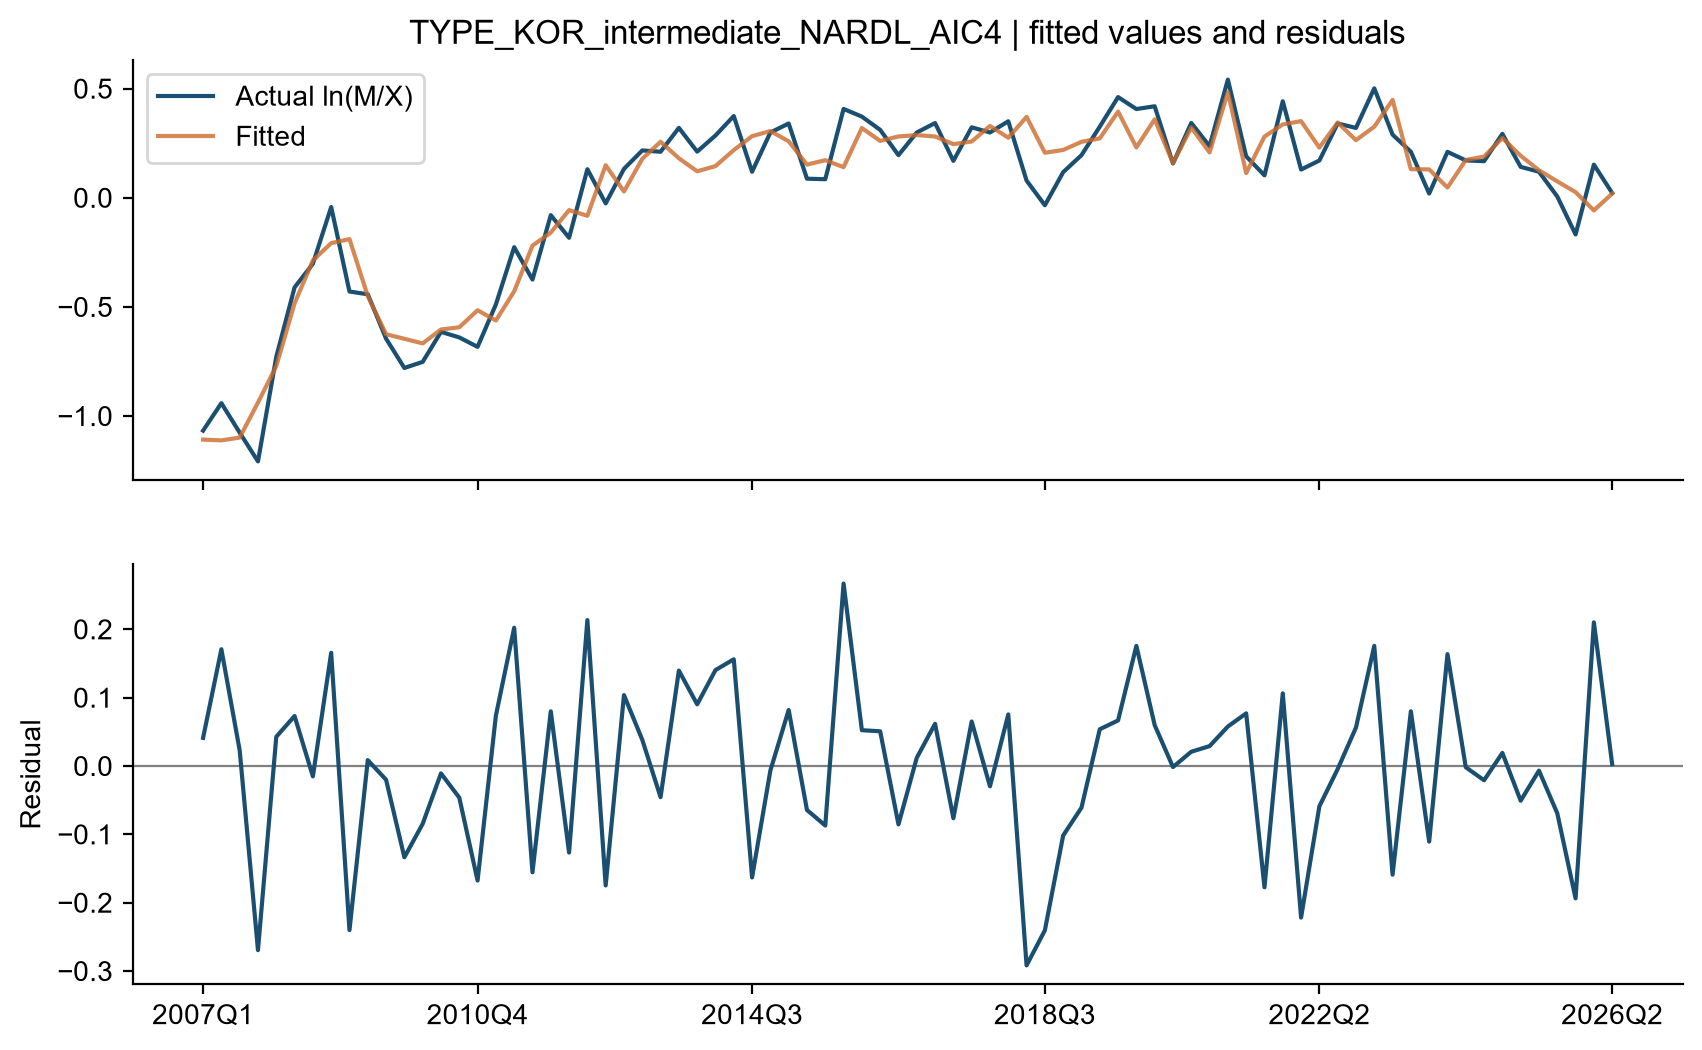 TYPE_KOR_intermediate_NARDL_AIC4 | fitted values and residuals
Actual ln(M/X)
Fitted
0.5
0.0
−0.5
−1.0
Residual
0.2
0.1
0.0
−0.1
−0.2
−0.3
2007Q1 2010Q4 2014Q3 2018Q3 2022Q2 2026Q2